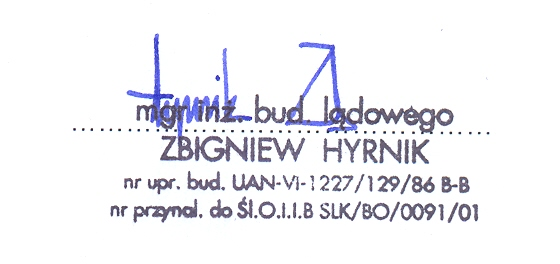 mgr inż. bud. lądowego
ZBIGNIEW HYRNIK
nr upr. bud. UAN-VI-1227/129/86 B-B
nr przynal. do Śl.O.I.I.B SLK/BO/0091/01